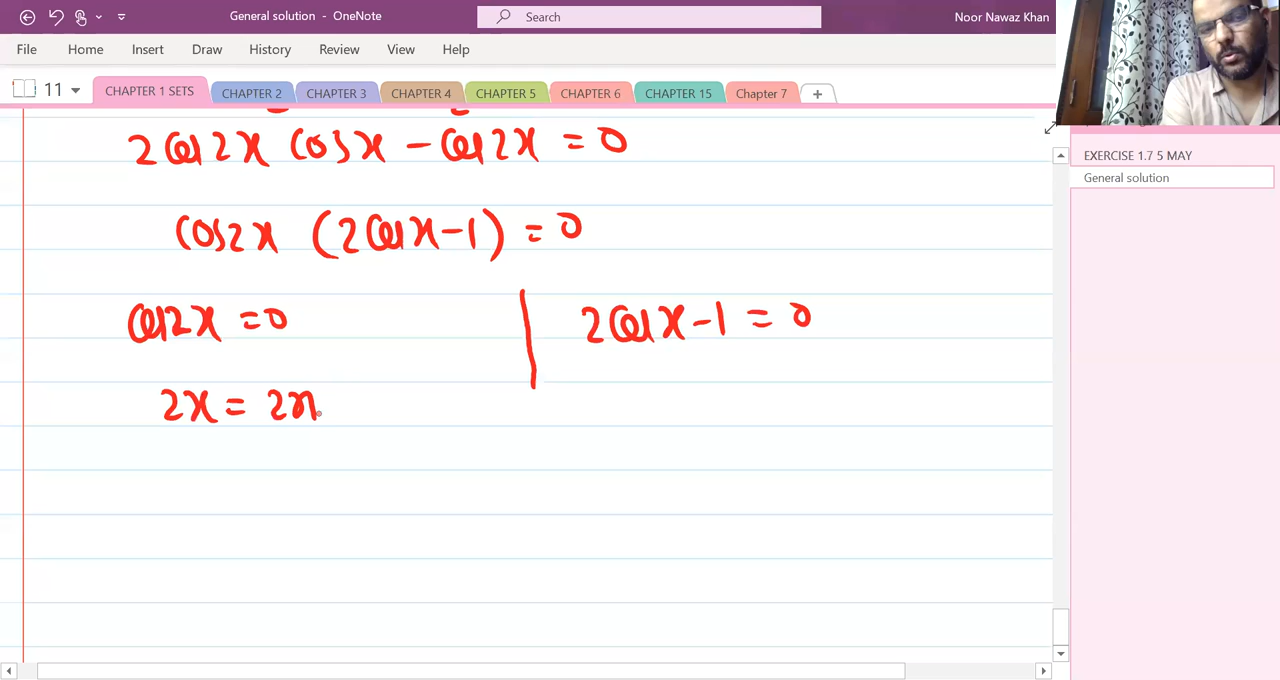 General solution - OneNote
Search
Noor Nawaz Khan
File Home Insert Draw History Review View Help
11 CHAPTER 1 SETS CHAPTER 2 CHAPTER 3 CHAPTER 4 CHAPTER 5 CHAPTER 6 CHAPTER 15 Chapter 7 +
EXERCISE 1.7 5 MAY
General solution
2cos2x cosx - cos2x = 0
cos2x (2cosx-1) = 0
cos2x = 0
2cosx-1 = 0
2x = 2n